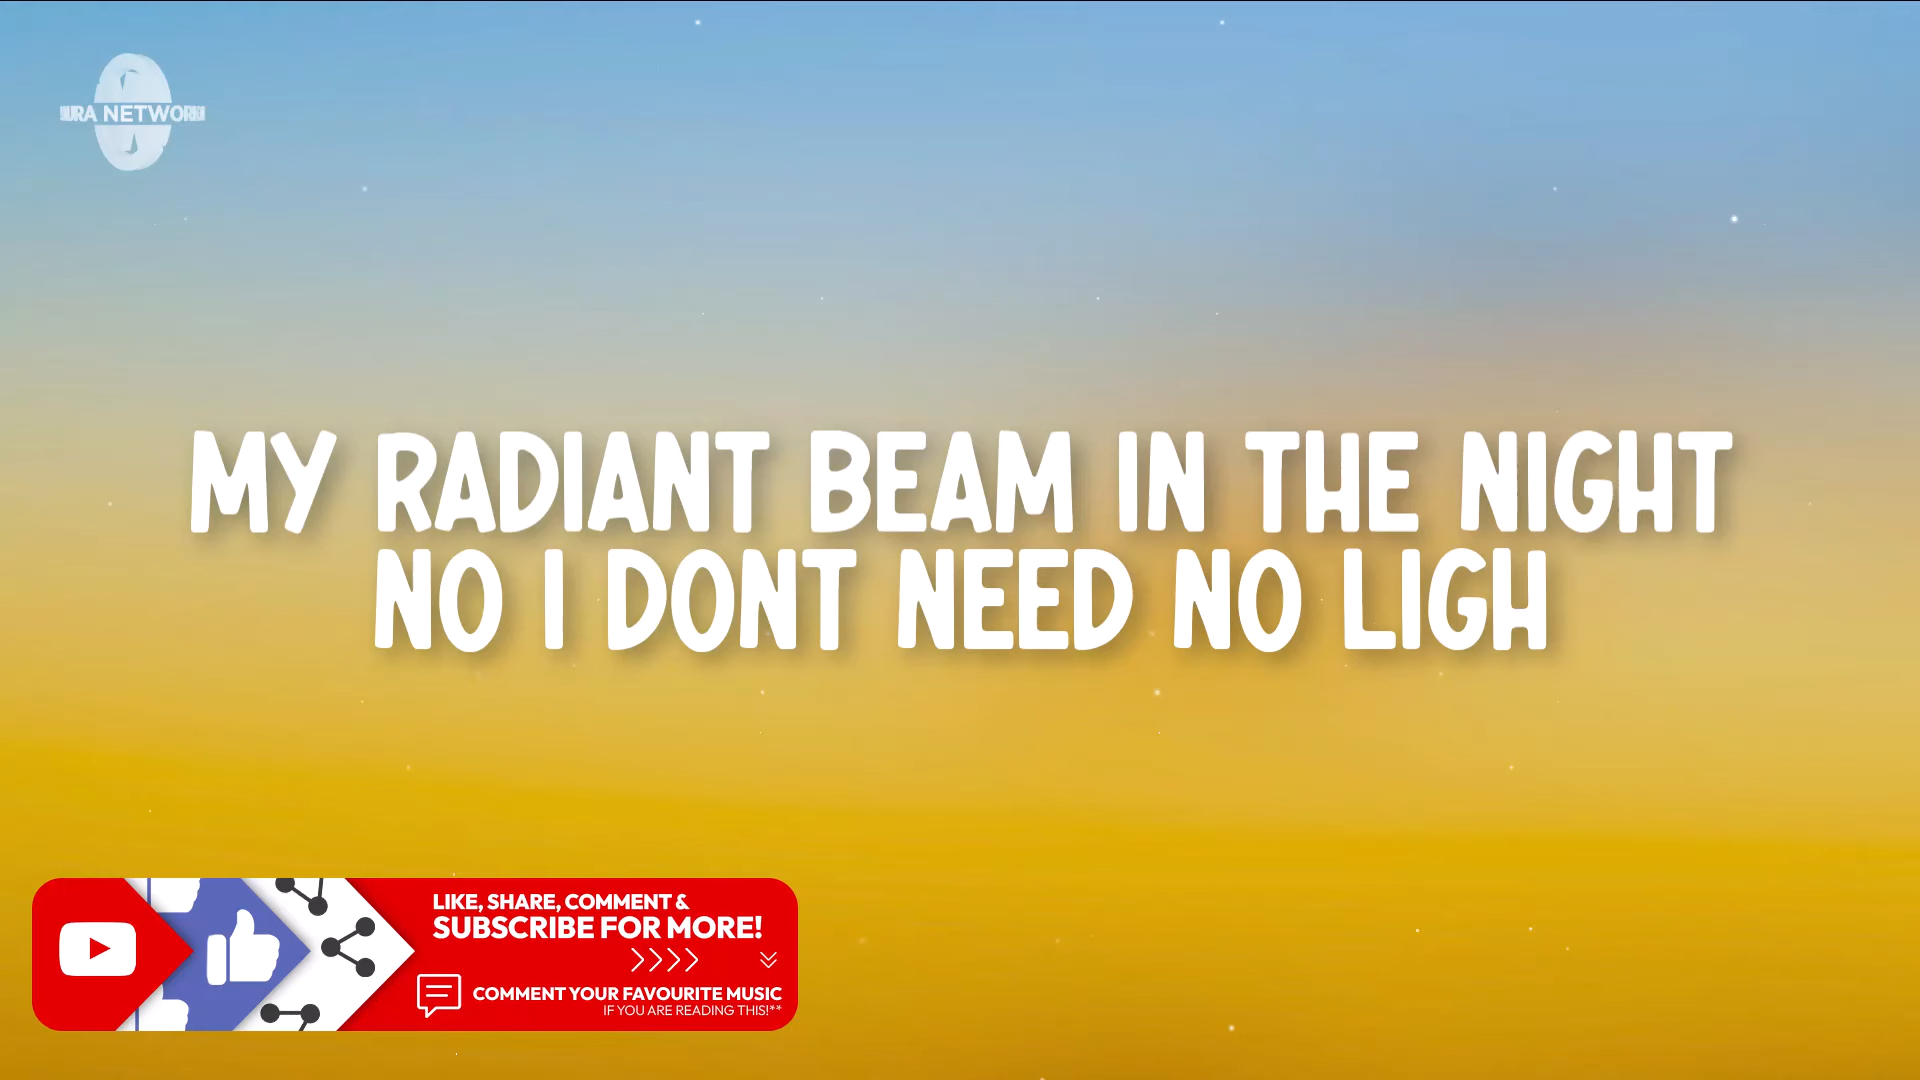 MY RADIANT BEAM IN THE NIGHT
NO I DONT NEED NO LIGH
LIKE, SHARE, COMMENT &
SUBSCRIBE FOR MORE!
COMMENT YOUR FAVOURITE MUSIC
IF YOU ARE READING THIS!**